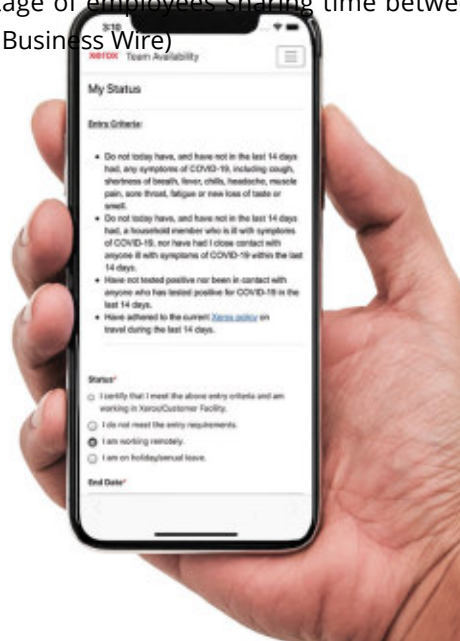 tage of employees sharing time betwe
Business Wire)
3:10
xerox Team Availability
My Status
Entry Criteria:
• Do not today have, and have not in the last 14 days
had, any symptoms of COVID-19, including cough,
shortness of breath, fever, chills, headache, muscle
pain, sore throat, fatigue or new loss of taste or
smell.
• Do not today have, and have not in the last 14 days
had, a household member who is ill with symptoms
of COVID-19, nor have had I close contact with
anyone ill with symptoms of COVID-19 within the last
14 days.
• Have not tested positive nor been in contact with
anyone who has tested positive for COVID-19 in the
last 14 days.
• Have adhered to the current Xerox policy on
travel during the last 14 days.
Status*
I certify that I meet the above entry criteria and am
working in Xerox/Customer Facility.
I do not meet the entry requirements.
I am working remotely.
I am on holiday/annual leave.
End Date*